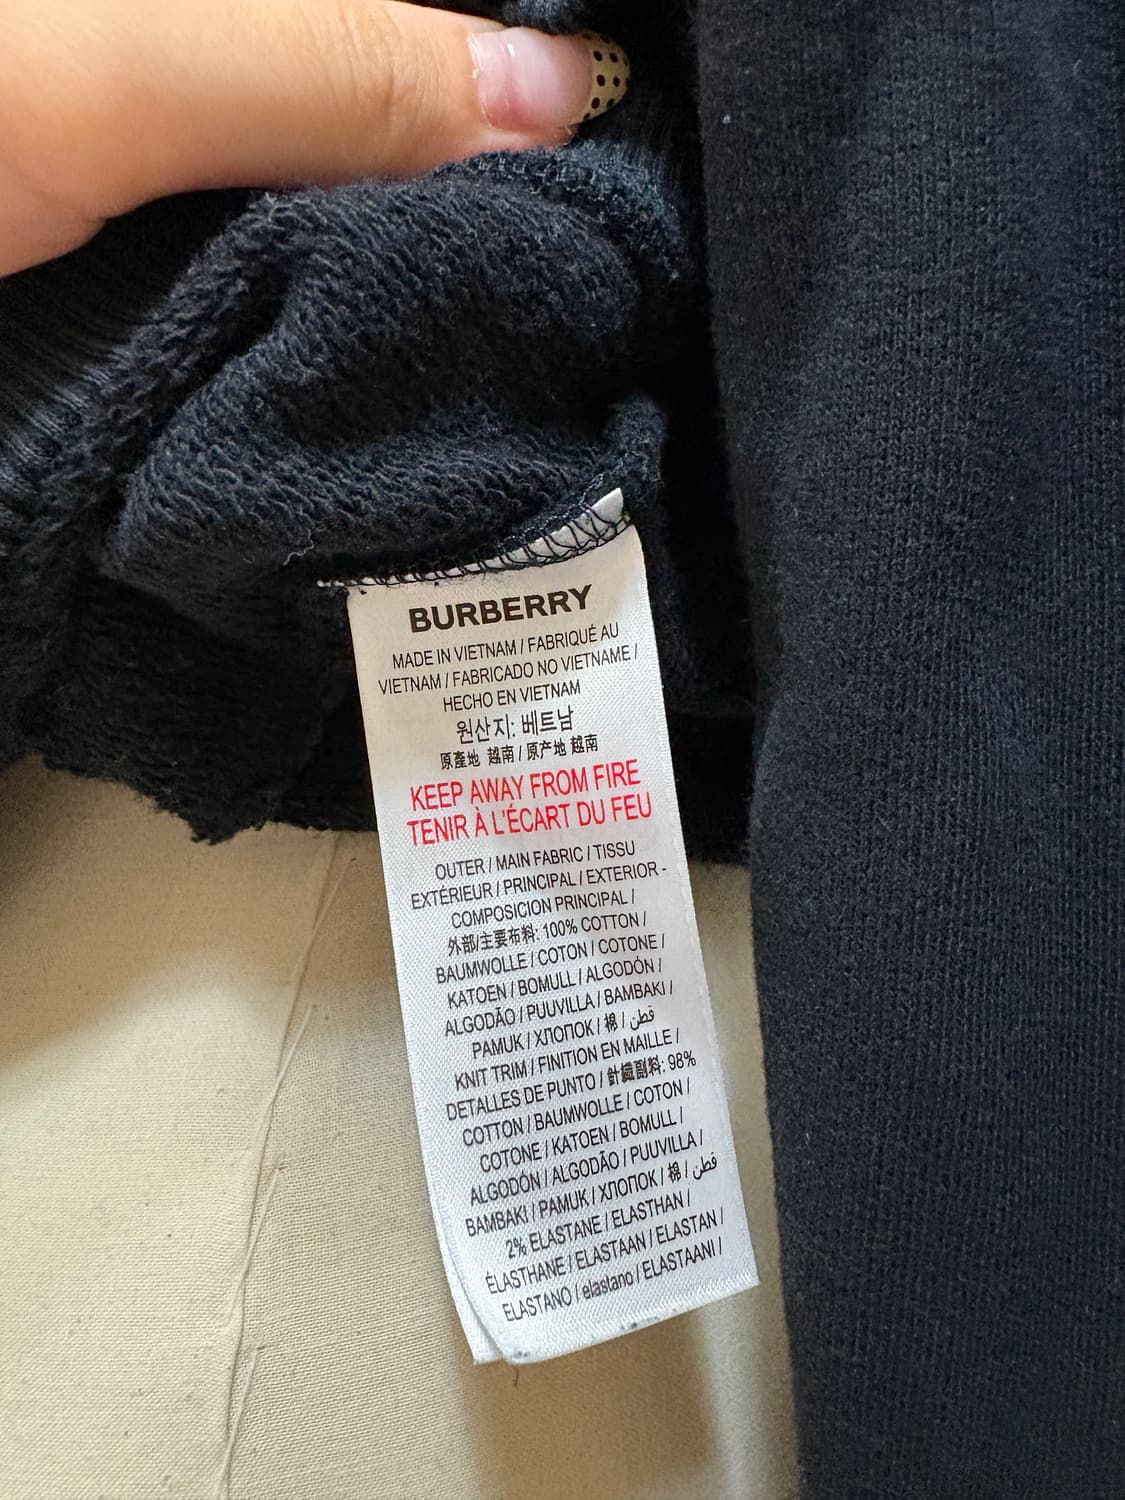 BURBERRY
MADE IN VIETNAM / FABRIQUÉ AU
VIETNAM / FABRICADO NO VIETNAME /
HECHO EN VIETNAM
원산지: 베트남
原產地 越南 / 原产地 越南
KEEP AWAY FROM FIRE
TENIR À L'ÉCART DU FEU
OUTER / MAIN FABRIC / TISSU
EXTÉRIEUR / PRINCIPAL / EXTERIOR -
COMPOSICION PRINCIPAL /
外部/主要布料: 100% COTTON /
BAUMWOLLE / COTON / COTONE /
KATOEN / BOMULL / ALGODÓN /
ALGODÃO / PUUVILLA / BAMBAKI /
PAMUK / ХЛОПОК / 棉 / قطن
KNIT TRIM / FINITION EN MAILLE /
DETALLES DE PUNTO / 針織副料: 98%
COTTON / BAUMWOLLE / COTON /
COTONE / KATOEN / BOMULL /
ALGODÓN / ALGODÃO / PUUVILLA /
BAMBAKI / PAMUK / ХЛОПОК / 棉 / قطن
2% ELASTANE / ELASTHAN /
ÉLASTHANE / ELASTAAN / ELASTAN /
ELASTANO / elastano / ELASTAANI /